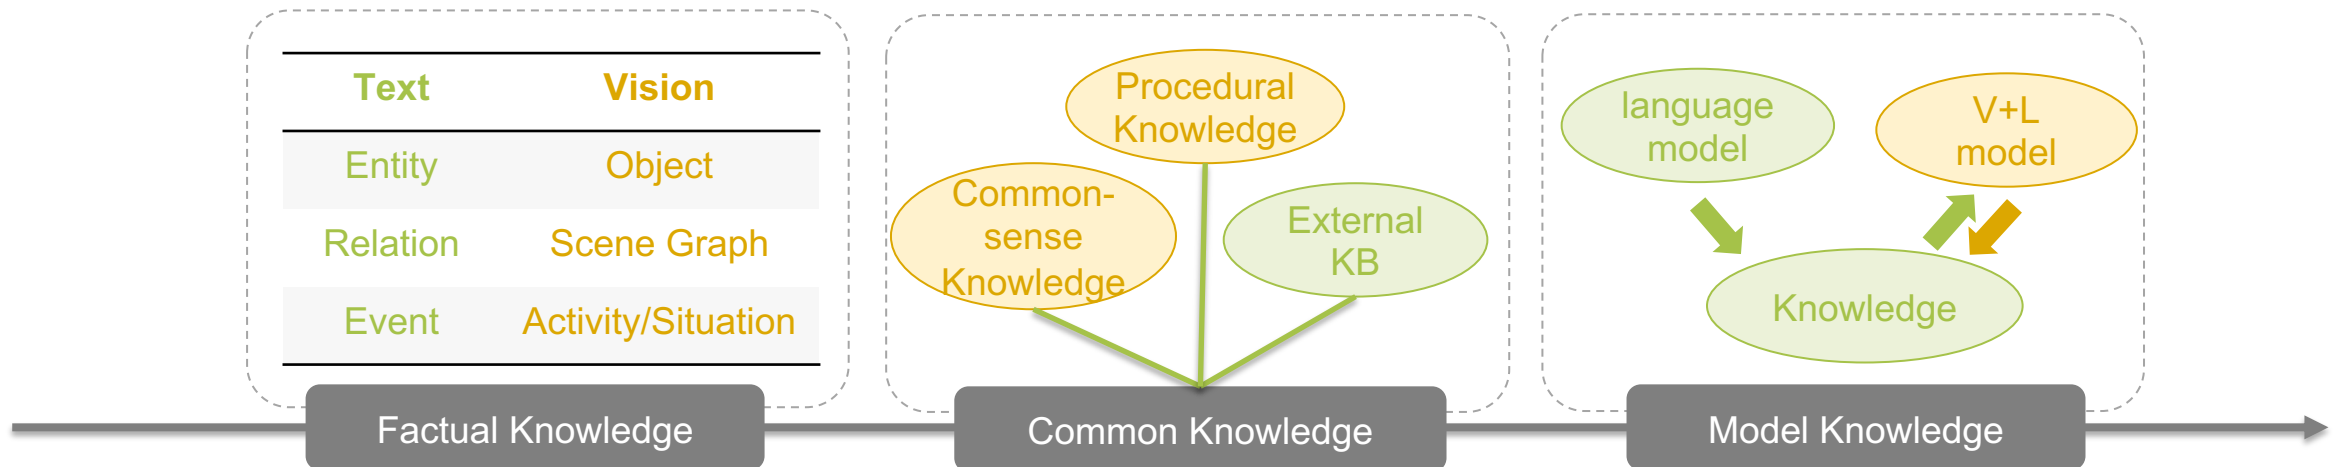 Text Vision
Entity Object
Relation Scene Graph
Event Activity/Situation
Factual Knowledge
Procedural
Knowledge
Common-
sense
Knowledge
External
KB
Common Knowledge
language
model
V+L
model
Knowledge
Model Knowledge